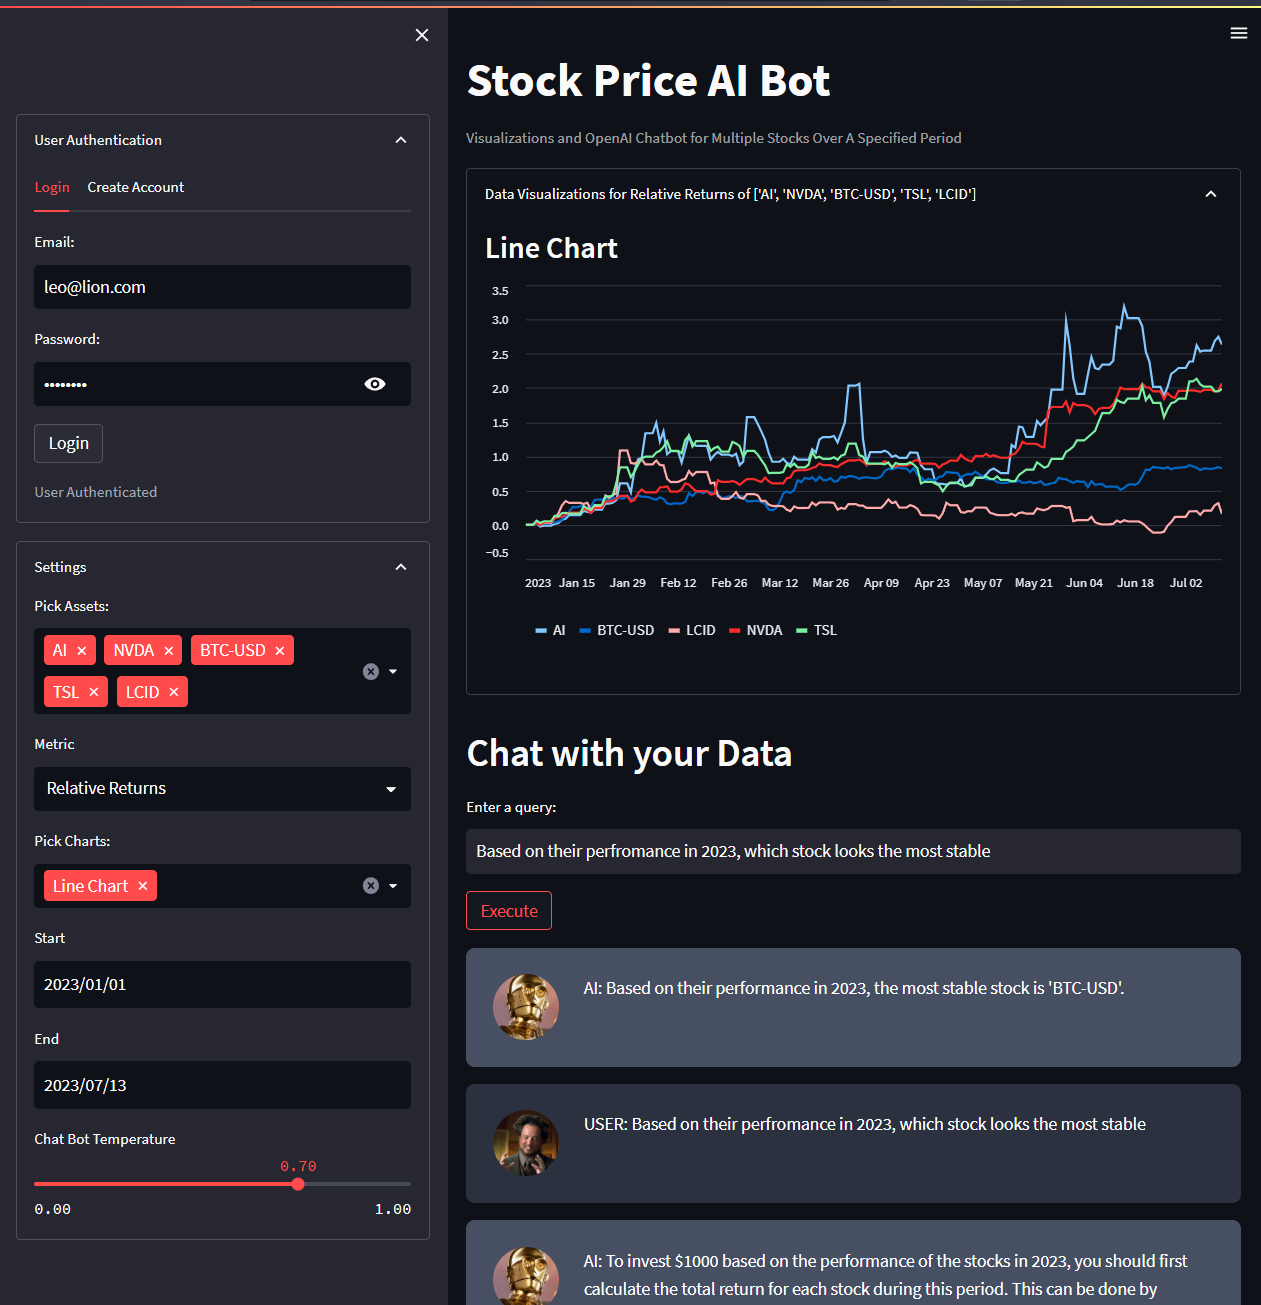 User Authentication
Login Create Account
Email:
leo@lion.com
Password:
••••••••
Login
User Authenticated
Settings
Pick Assets:
AI × NVDA × BTC-USD ×
TSL × LCID ×
Metric
Relative Returns
Pick Charts:
Line Chart ×
Start
2023/01/01
End
2023/07/13
Chat Bot Temperature
0.70
0.00 1.00
Stock Price AI Bot
Visualizations and OpenAI Chatbot for Multiple Stocks Over A Specified Period
Data Visualizations for Relative Returns of ['AI', 'NVDA', 'BTC-USD', 'TSL', 'LCID']
Line Chart
3.5
3.0
2.5
2.0
1.5
1.0
0.5
0.0
−0.5
2023 Jan 15 Jan 29 Feb 12 Feb 26 Mar 12 Mar 26 Apr 09 Apr 23 May 07 May 21 Jun 04 Jun 18 Jul 02
AI BTC-USD LCID NVDA TSL
Chat with your Data
Enter a query:
Based on their perfromance in 2023, which stock looks the most stable
Execute
AI: Based on their performance in 2023, the most stable stock is 'BTC-USD'.
USER: Based on their perfromance in 2023, which stock looks the most stable
AI: To invest $1000 based on the performance of the stocks in 2023, you should first
calculate the total return for each stock during this period. This can be done by